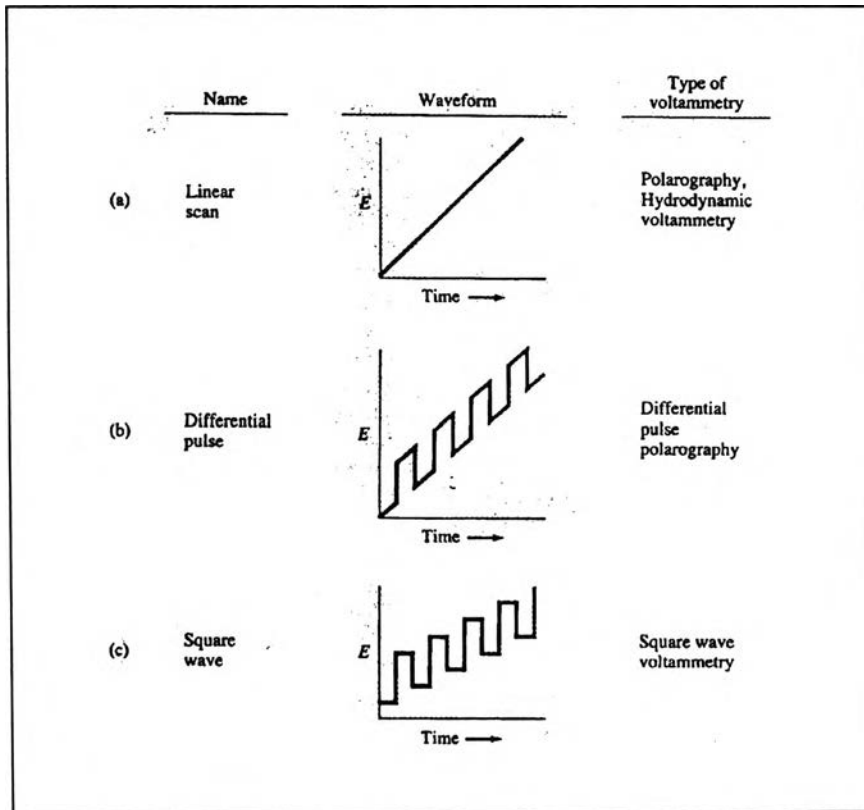 Name
Waveform
Type of
voltammetry
(a)
Linear
scan
E
Time →
Polarography,
Hydrodynamic
voltammetry
(b)
Differential
pulse
E
Time →
Differential
pulse
polarography
(c)
Square
wave
E
Time →
Square wave
voltammetry